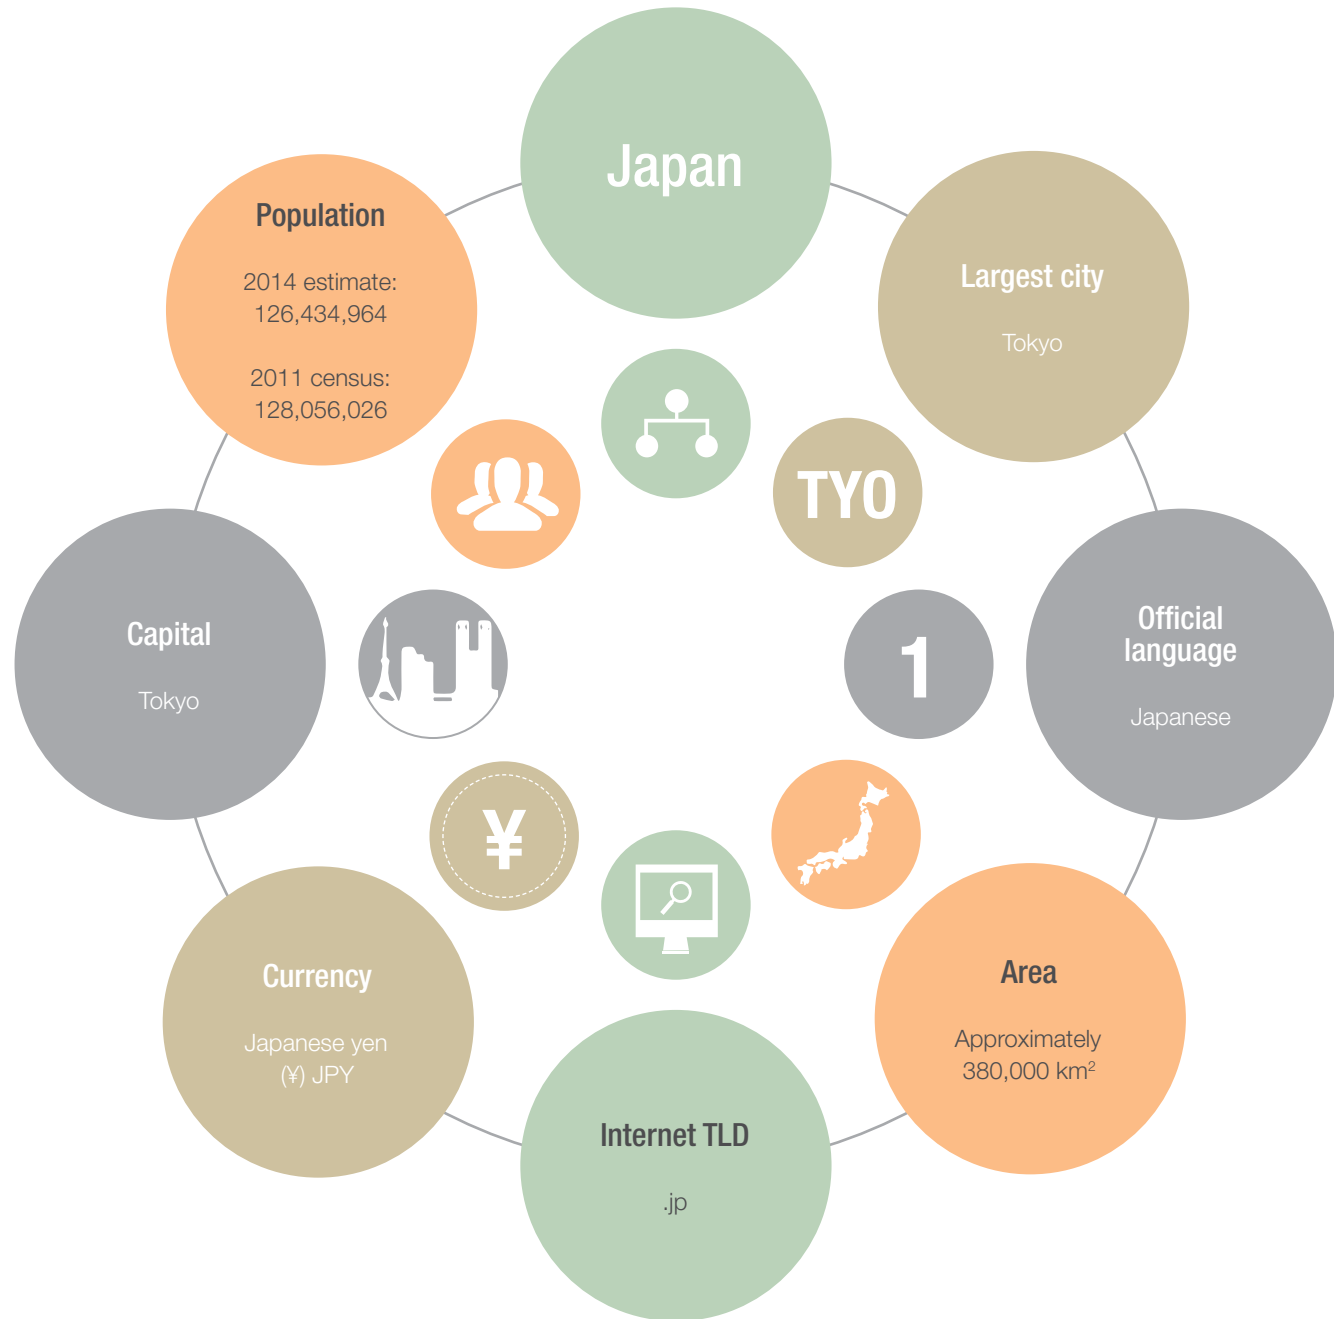 Japan
Population
2014 estimate:
126,434,964
2011 census:
128,056,026
Largest city
Tokyo
TYO
Capital
Tokyo
1
Official
language
Japanese
¥
Currency
Japanese yen
(¥) JPY
Area
Approximately
380,000 km²
Internet TLD
.jp